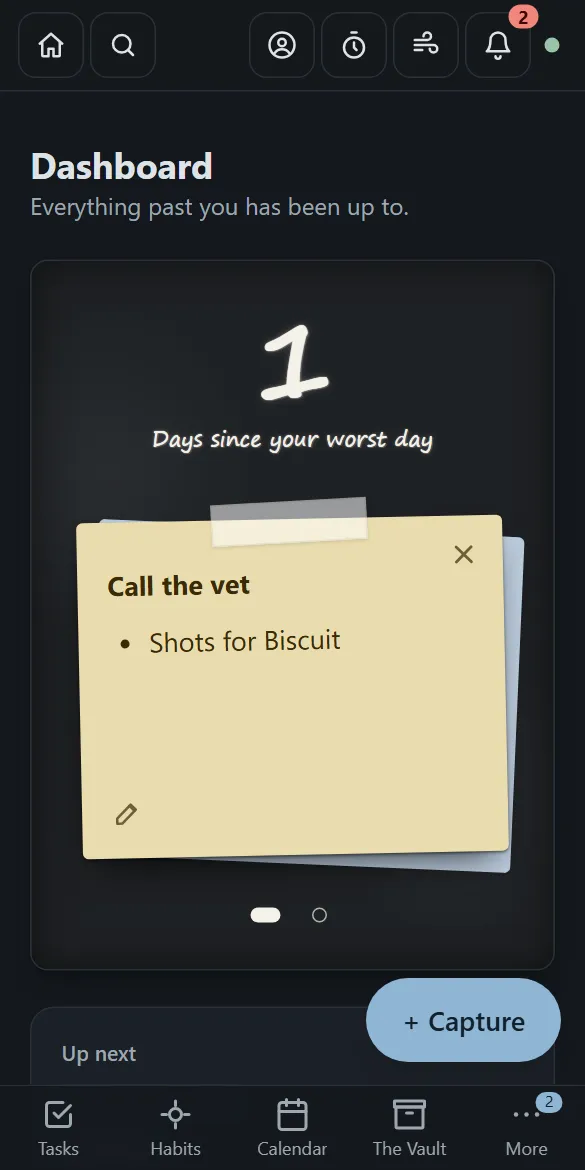 2
Dashboard
Everything past you has been up to.
1
Days since your worst day
Call the vet
• Shots for Biscuit
+ Capture
Up next
2
Tasks
Habits
Calendar
The Vault
More